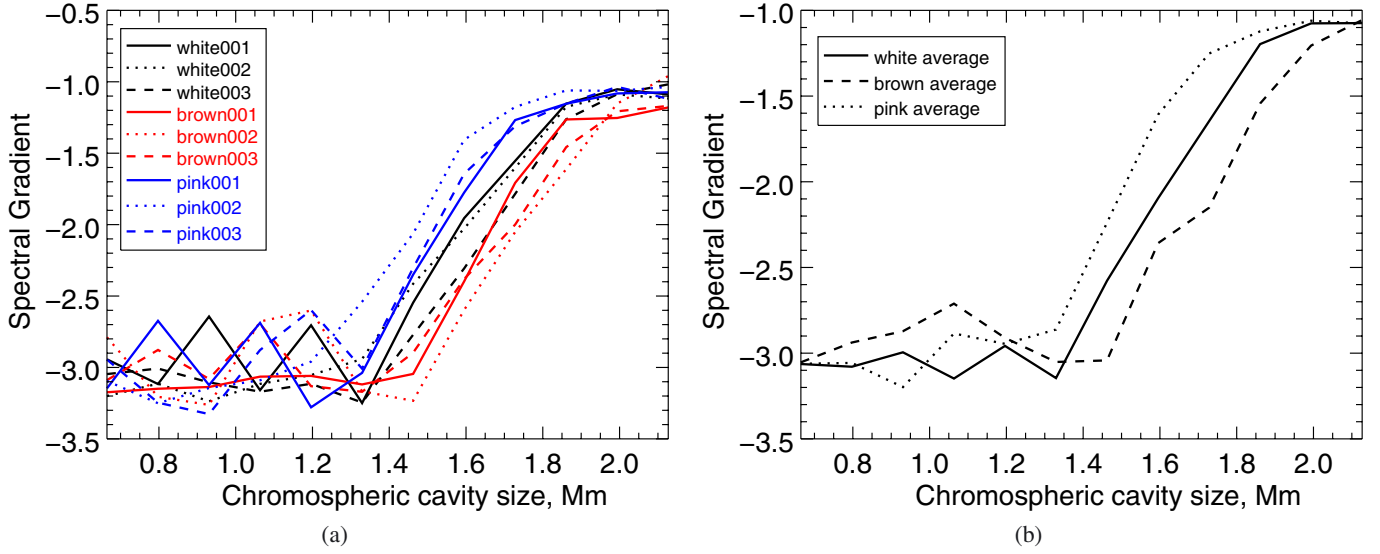 −0.5
−1.0
−1.5
−2.0
−2.5
−3.0
−3.5
Spectral Gradient
white001
white002
white003
brown001
brown002
brown003
pink001
pink002
pink003
0.8 1.0 1.2 1.4 1.6 1.8 2.0
Chromospheric cavity size, Mm
(a)
−1.0
−1.5
−2.0
−2.5
−3.0
−3.5
Spectral Gradient
white average
brown average
pink average
0.8 1.0 1.2 1.4 1.6 1.8 2.0
Chromospheric cavity size, Mm
(b)